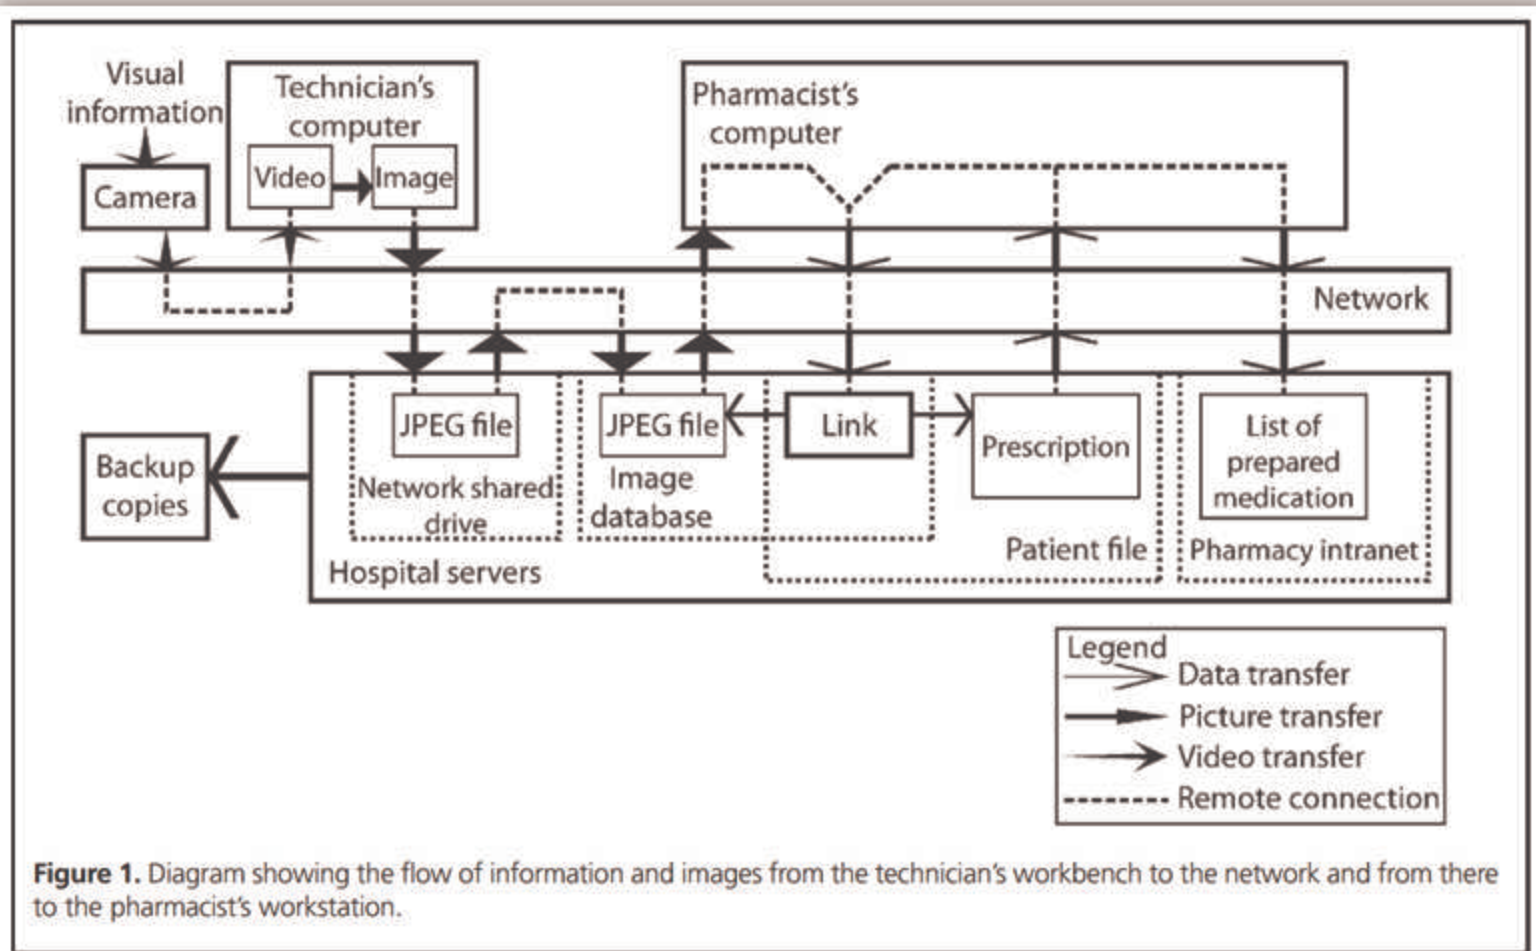 Visual
information
Technician's
computer
Video
Image
Camera
Pharmacist's
computer
Network
JPEG file
Network shared
drive
JPEG file
Image
database
Link
Prescription
Patient file
List of
prepared
medication
Pharmacy intranet
Hospital servers
Backup
copies
Legend
Data transfer
Picture transfer
Video transfer
Remote connection
Figure 1. Diagram showing the flow of information and images from the technician's workbench to the network and from there
to the pharmacist's workstation.